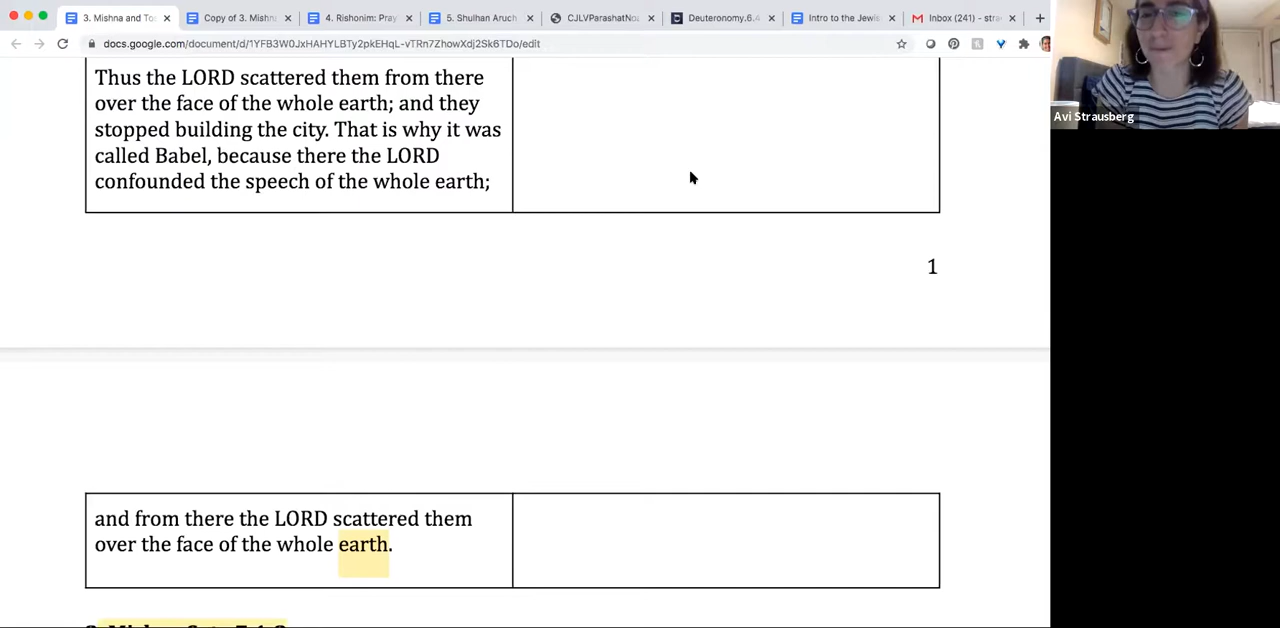 3. Mishna and To
Copy of 3. Mishn
4. Rishonim: Pray
5. Shulhan Aruch
CJLVParashatNoa
Deuteronomy.6.4
Intro to the Jewis
Inbox (241) - stra
docs.google.com/document/d/1YFB3W0JxHAHYLBTy2pkEHqL-vTRn7ZhowXdj2Sk6TDo/edit
Avi Strausberg
Thus the LORD scattered them from there
over the face of the whole earth; and they
stopped building the city. That is why it was
called Babel, because there the LORD
confounded the speech of the whole earth;
1
and from there the LORD scattered them
over the face of the whole earth.